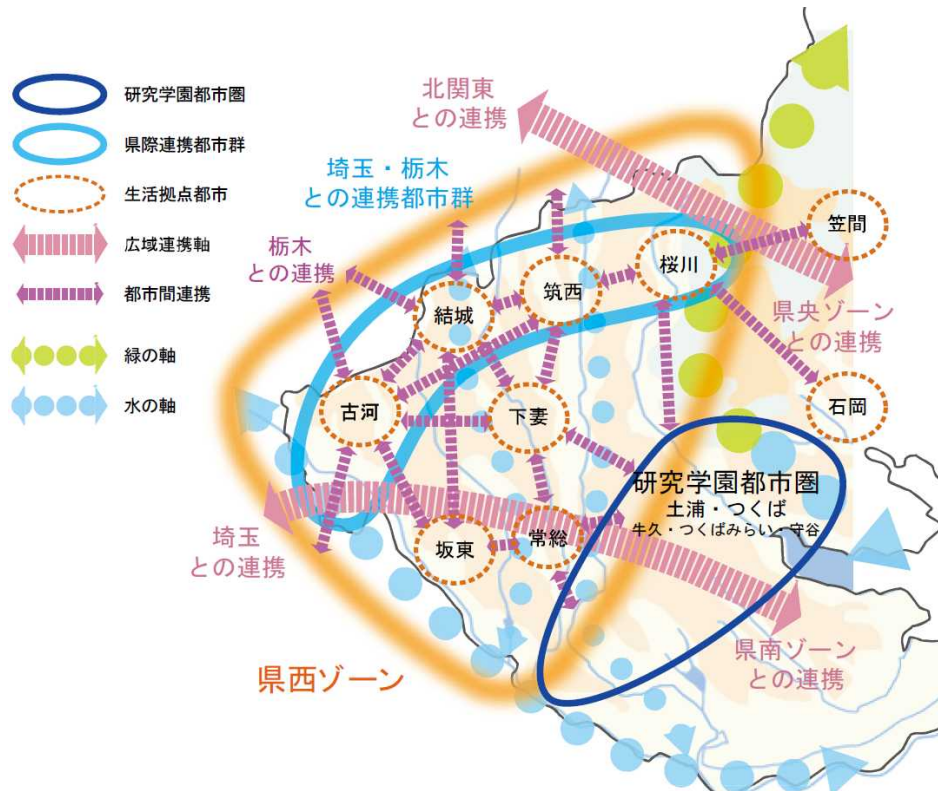 研究学園都市圏
県際連携都市群
生活拠点都市
広域連携軸
都市間連携
緑の軸
水の軸
北関東
との連携
埼玉・栃木
との連携都市群
栃木
との連携
笠間
桜川
筑西
結城
県央ゾーン
との連携
古河
下妻
石岡
研究学園都市圏
土浦・つくば
牛久・つくばみらい・守谷
埼玉
との連携
坂東
常総
県南ゾーン
との連携
県西ゾーン